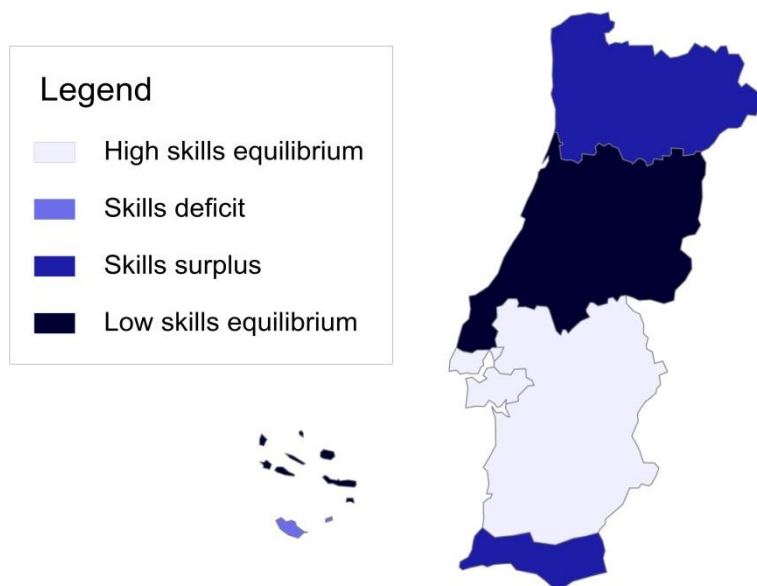 Legend
High skills equilibrium
Skills deficit
Skills surplus
Low skills equilibrium